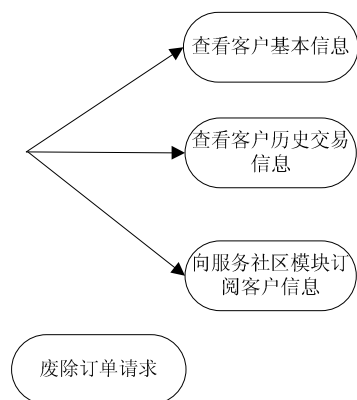 查看客户基本信息
查看客户历史交易
信息
向服务社区模块订
阅客户信息
废除订单请求